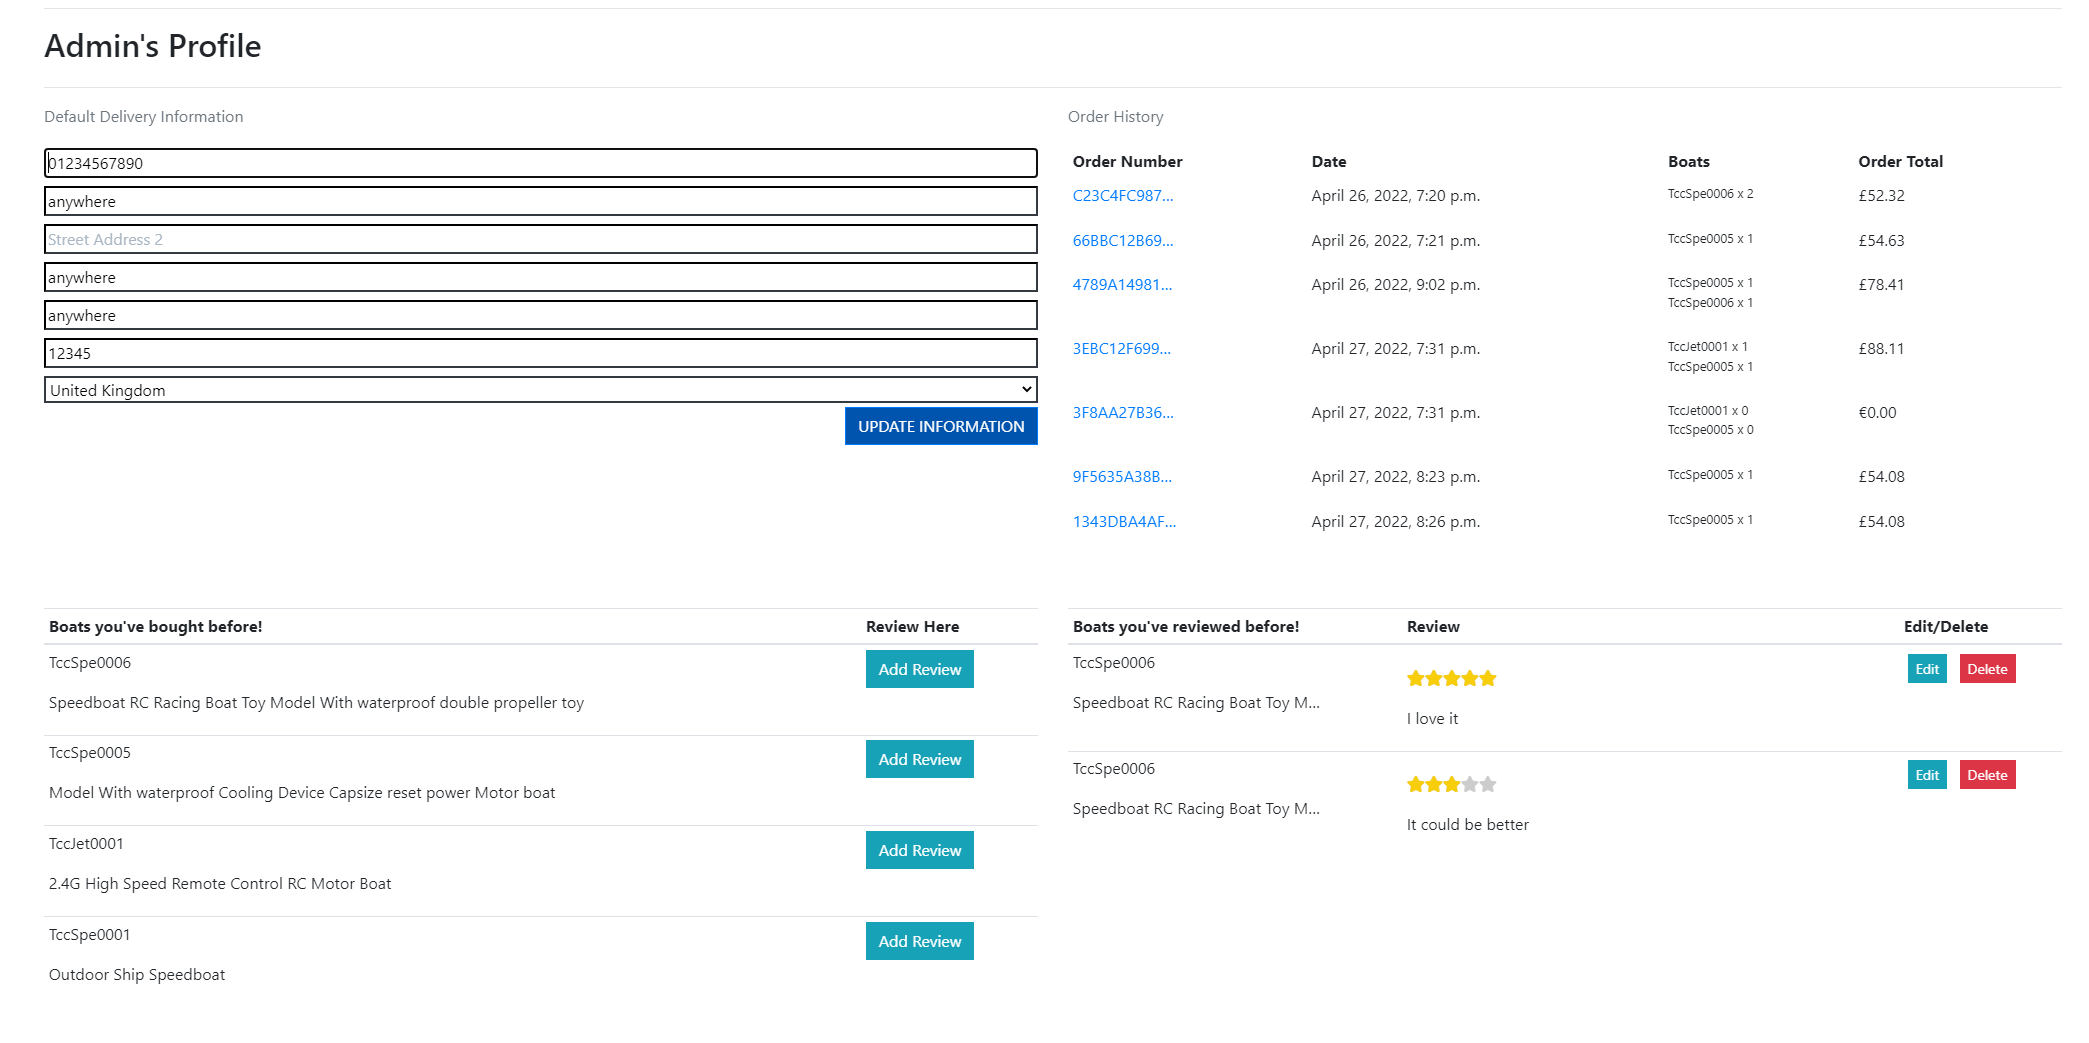 Admin's Profile
Default Delivery Information
01234567890
anywhere
Street Address 2
anywhere
anywhere
12345
United Kingdom
UPDATE INFORMATION
Order History
Order Number Date Boats Order Total
C23C4FC987... April 26, 2022, 7:20 p.m. TccSpe0006 x 2 £52.32
66BBC12B69... April 26, 2022, 7:21 p.m. TccSpe0005 x 1 £54.63
4789A14981... April 26, 2022, 9:02 p.m. TccSpe0005 x 1 £78.41
TccSpe0006 x 1
3EBC12F699... April 27, 2022, 7:31 p.m. TccJet0001 x 1 £88.11
TccSpe0005 x 1
3F8AA27B36... April 27, 2022, 7:31 p.m. TccJet0001 x 0 €0.00
TccSpe0005 x 0
9F5635A38B... April 27, 2022, 8:23 p.m. TccSpe0005 x 1 £54.08
1343DBA4AF... April 27, 2022, 8:26 p.m. TccSpe0005 x 1 £54.08
Boats you've bought before! Review Here
TccSpe0006 Add Review
Speedboat RC Racing Boat Toy Model With waterproof double propeller toy
TccSpe0005 Add Review
Model With waterproof Cooling Device Capsize reset power Motor boat
TccJet0001 Add Review
2.4G High Speed Remote Control RC Motor Boat
TccSpe0001 Add Review
Outdoor Ship Speedboat
Boats you've reviewed before! Review Edit/Delete
TccSpe0006 Edit Delete
Speedboat RC Racing Boat Toy M...
I love it
TccSpe0006 Edit Delete
Speedboat RC Racing Boat Toy M...
It could be better